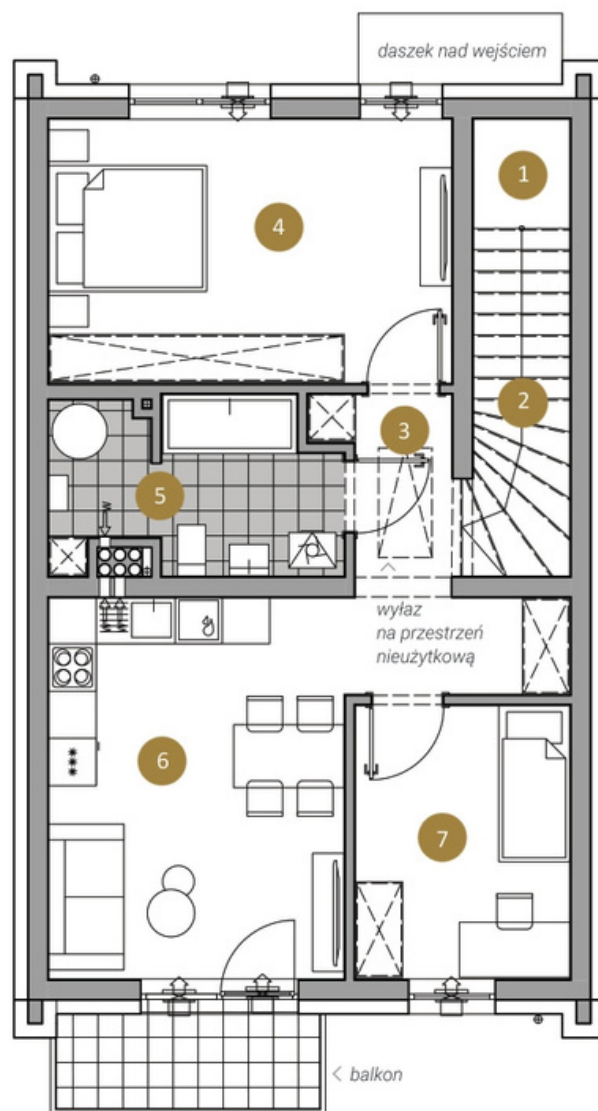 daszek nad wejściem
1
4
2
3
5
wyłaz
na przestrzeń
nieużytkową
6
7
< balkon